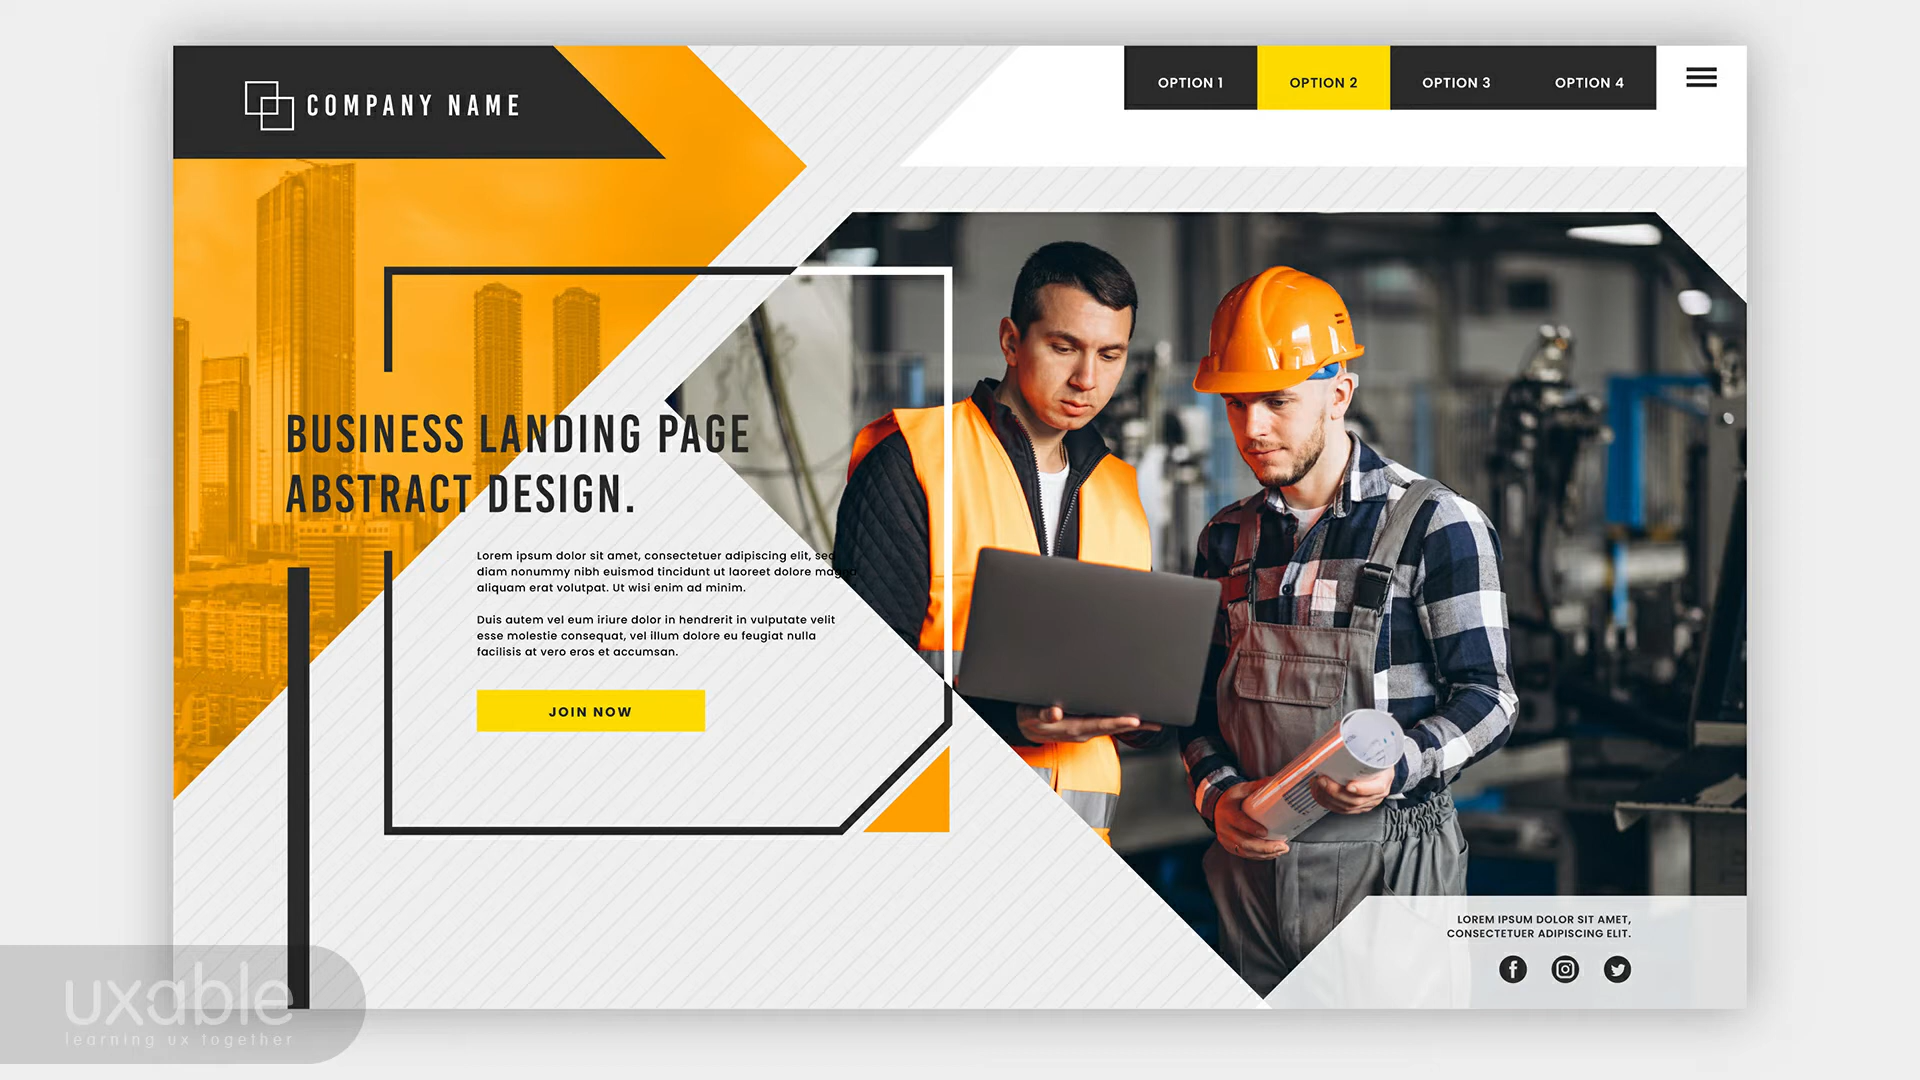 COMPANY NAME
OPTION 1
OPTION 2
OPTION 3
OPTION 4
BUSINESS LANDING PAGE
ABSTRACT DESIGN.
Lorem ipsum dolor sit amet, consectetuer adipiscing elit, sed
diam nonummy nibh euismod tincidunt ut laoreet dolore magna
aliquam erat volutpat. Ut wisi enim ad minim.
Duis autem vel eum iriure dolor in hendrerit in vulputate velit
esse molestie consequat, vel illum dolore eu feugiat nulla
facilisis at vero eros et accumsan.
JOIN NOW
LOREM IPSUM DOLOR SIT AMET,
CONSECTETUER ADIPISCING ELIT.
uxable
learning ux together